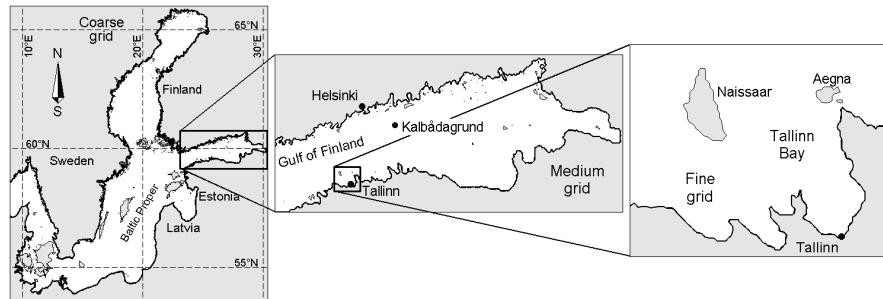 Coarse
grid
10°E
20°E
30°E
65°N
N
S
Finland
60°N
Sweden
Estonia
Baltic Proper
Latvia
55°N
Helsinki
Kalbådagrund
Gulf of Finland
Medium
grid
Tallinn
Naissaar
Aegna
Tallinn
Bay
Fine
grid
Tallinn